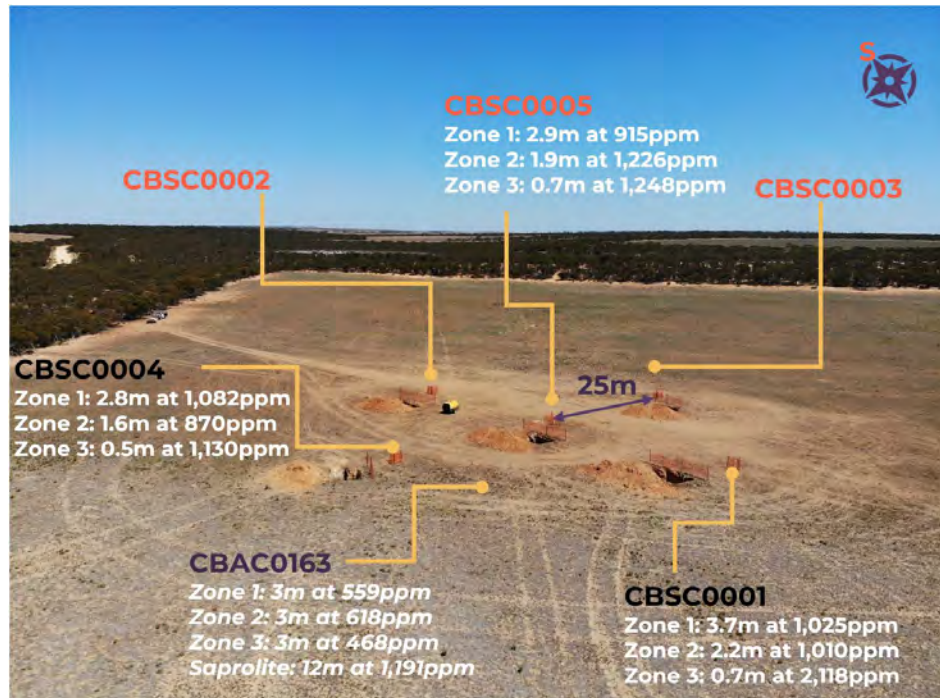 S
CBSC0005
Zone 1: 2.9m at 915ppm
Zone 2: 1.9m at 1,226ppm
Zone 3: 0.7m at 1,248ppm
CBSC0002
CBSC0003
25m
CBSC0004
Zone 1: 2.8m at 1,082ppm
Zone 2: 1.6m at 870ppm
Zone 3: 0.5m at 1,130ppm
CBAC0163
Zone 1: 3m at 559ppm
Zone 2: 3m at 618ppm
Zone 3: 3m at 468ppm
Saprolite: 12m at 1,191ppm
CBSC0001
Zone 1: 3.7m at 1,025ppm
Zone 2: 2.2m at 1,010ppm
Zone 3: 0.7m at 2,118ppm